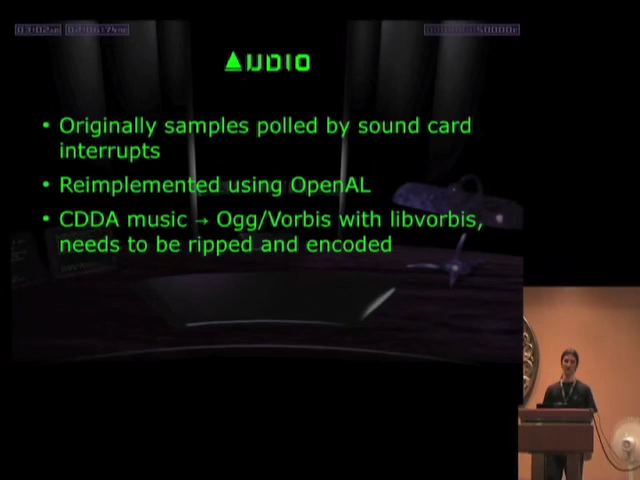 AUDIO
• Originally samples polled by sound card
interrupts
• Reimplemented using OpenAL
• CDDA music → Ogg/Vorbis with libvorbis,
needs to be ripped and encoded